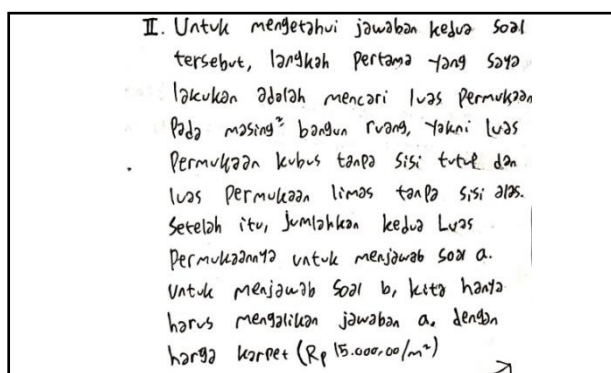 II. Untuk mengetahui jawaban kedua soal
tersebut, langkah pertama yang saya
lakukan adalah mencari luas permukaan
pada masing² bangun ruang, yakni luas
permukaan kubus tanpa sisi tutup dan
luas permukaan limas tanpa sisi alas.
Setelah itu, jumlahkan kedua Luas
permukaannya untuk menjawab soal a.
Untuk menjawab soal b, kita hanya
harus mengalikan jawaban a. dengan
harga karpet (Rp 15.000,00/m²)